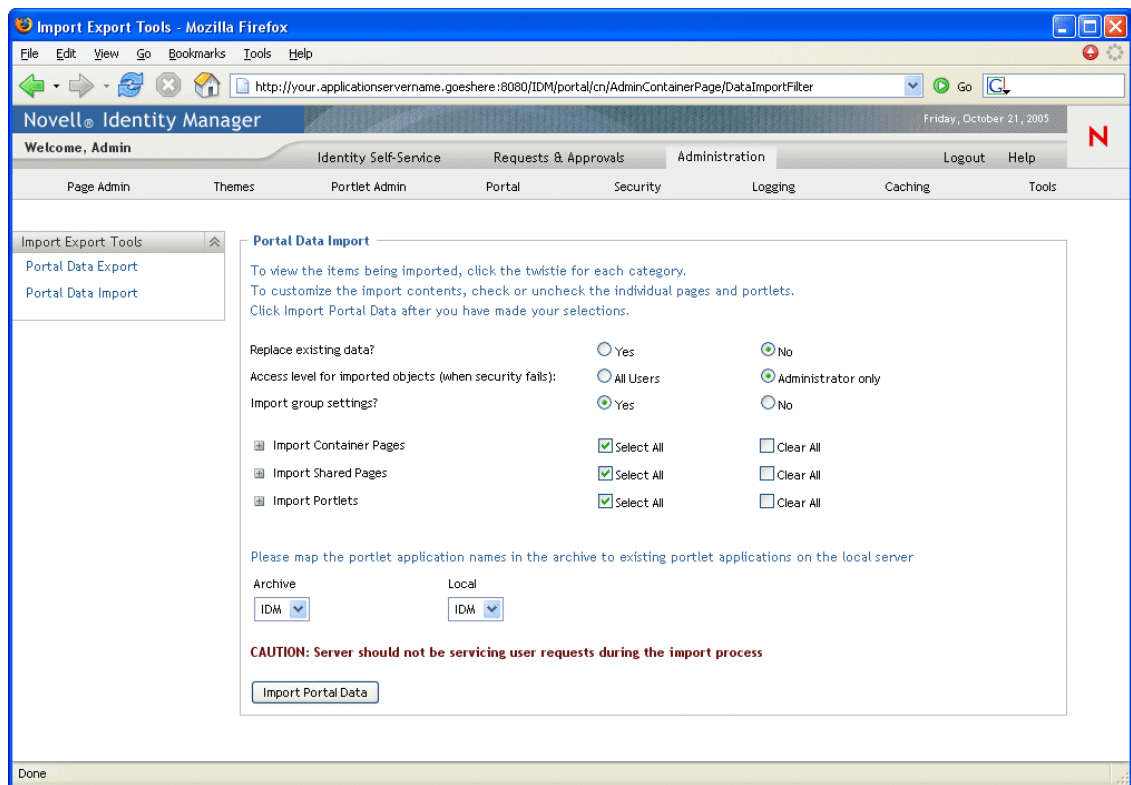 Import Export Tools - Mozilla Firefox
File Edit View Go Bookmarks Tools Help
http://your.applicationservername.goeshere:8080/IDM/portal/cn/AdminContainerPage/DataImportFilter Go G
Novell® Identity Manager Friday, October 21, 2005
N
Welcome, Admin Identity Self-Service Requests & Approvals Administration Logout Help
Page Admin Themes Portlet Admin Portal Security Logging Caching Tools
Import Export Tools
Portal Data Export
Portal Data Import
Portal Data Import
To view the items being imported, click the twistie for each category.
To customize the import contents, check or uncheck the individual pages and portlets.
Click Import Portal Data after you have made your selections.
Replace existing data? Yes No
Access level for imported objects (when security fails): All Users Administrator only
Import group settings? Yes No
Import Container Pages Select All Clear All
Import Shared Pages Select All Clear All
Import Portlets Select All Clear All
Please map the portlet application names in the archive to existing portlet applications on the local server
Archive Local
IDM IDM
CAUTION: Server should not be servicing user requests during the import process
Import Portal Data
Done